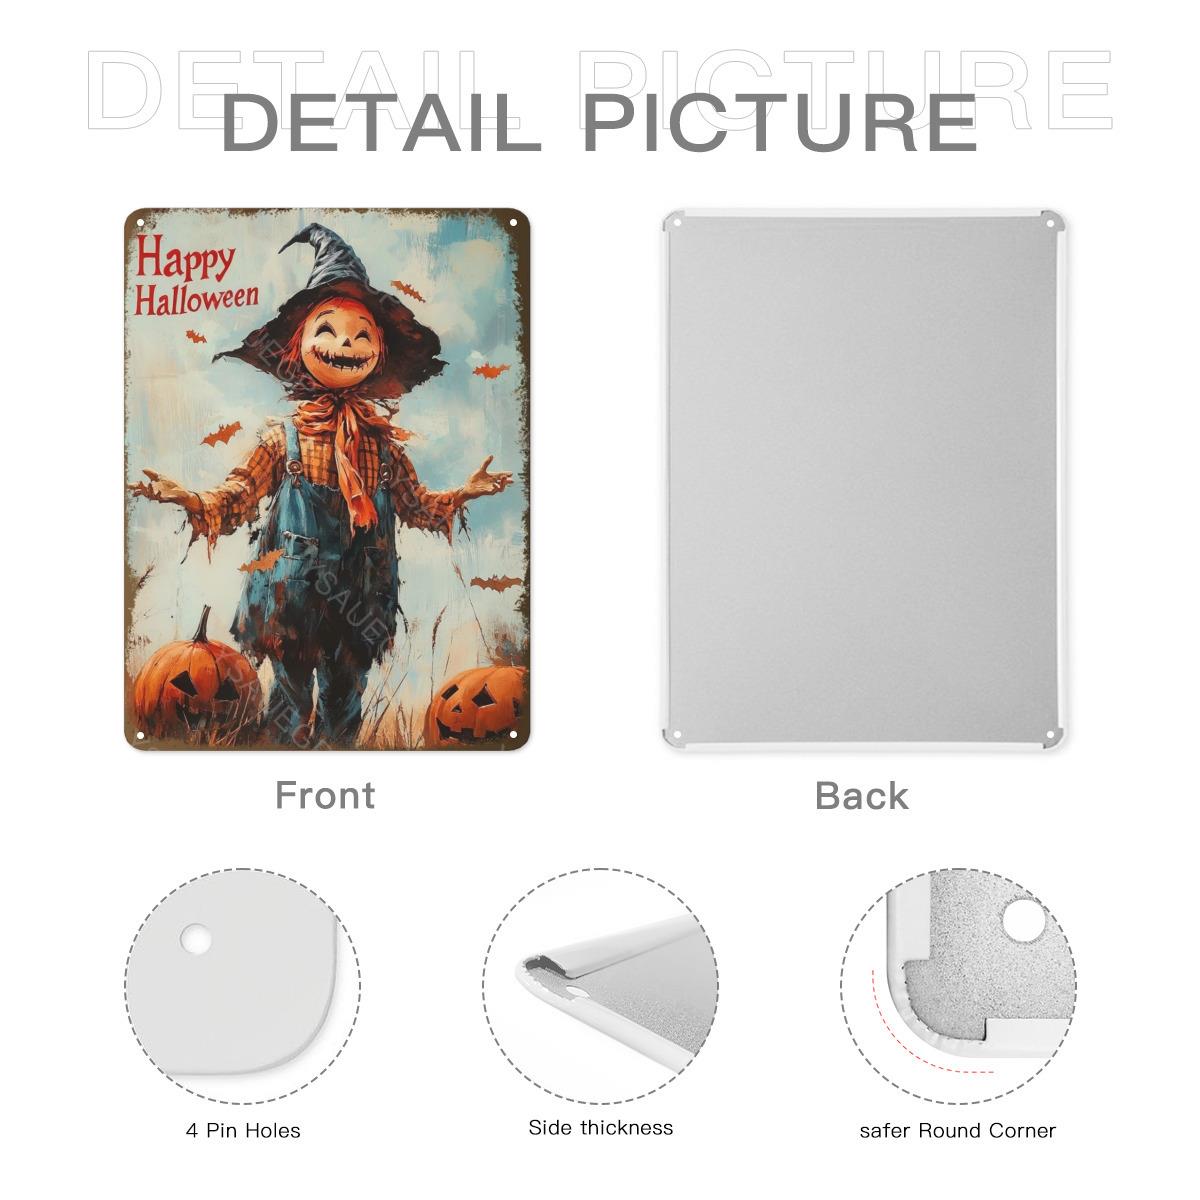 DETAIL PICTURE
DETAIL PICTURE
Happy
Halloween
Front
Back
4 Pin Holes
Side thickness
safer Round Corner